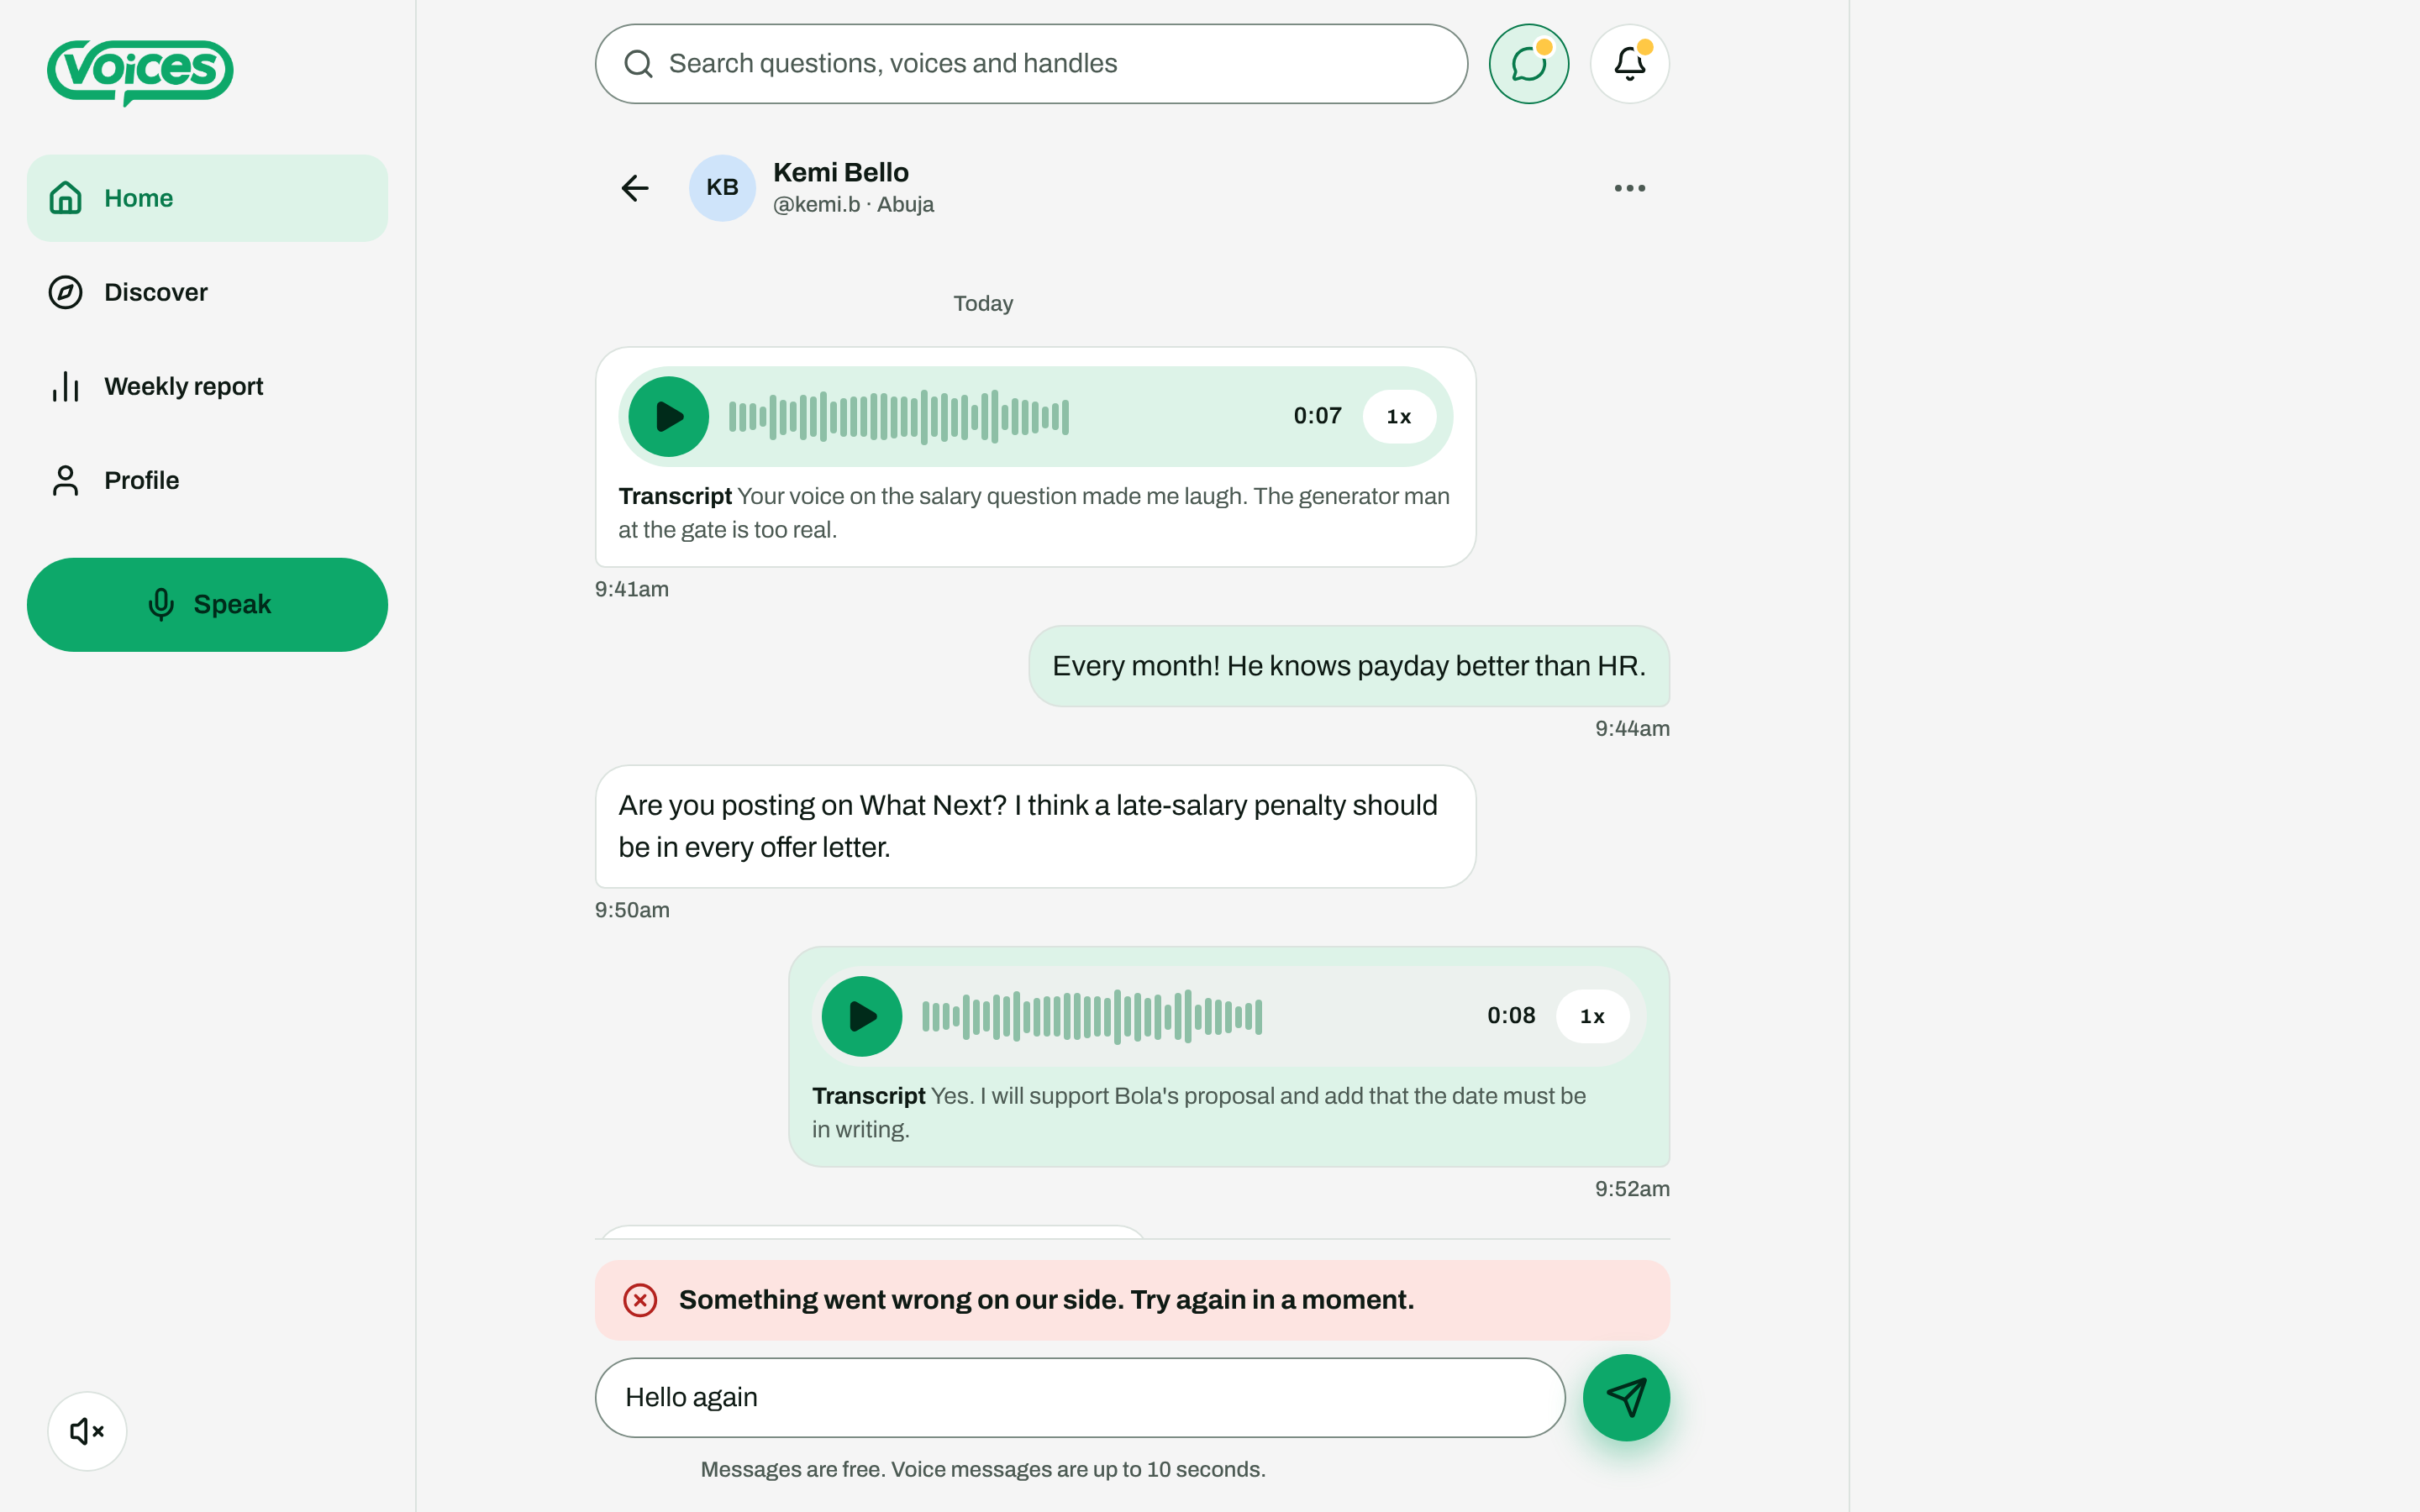 voices
Search questions, voices and handles
Home
Discover
Weekly report
Profile
Speak
KB
Kemi Bello
@kemi.b · Abuja
Today
0:07
1x
Transcript Your voice on the salary question made me laugh. The generator man
at the gate is too real.
9:41am
Every month! He knows payday better than HR.
9:44am
Are you posting on What Next? I think a late-salary penalty should
be in every offer letter.
9:50am
0:08
1x
Transcript Yes. I will support Bola's proposal and add that the date must be
in writing.
9:52am
Something went wrong on our side. Try again in a moment.
Hello again
Messages are free. Voice messages are up to 10 seconds.